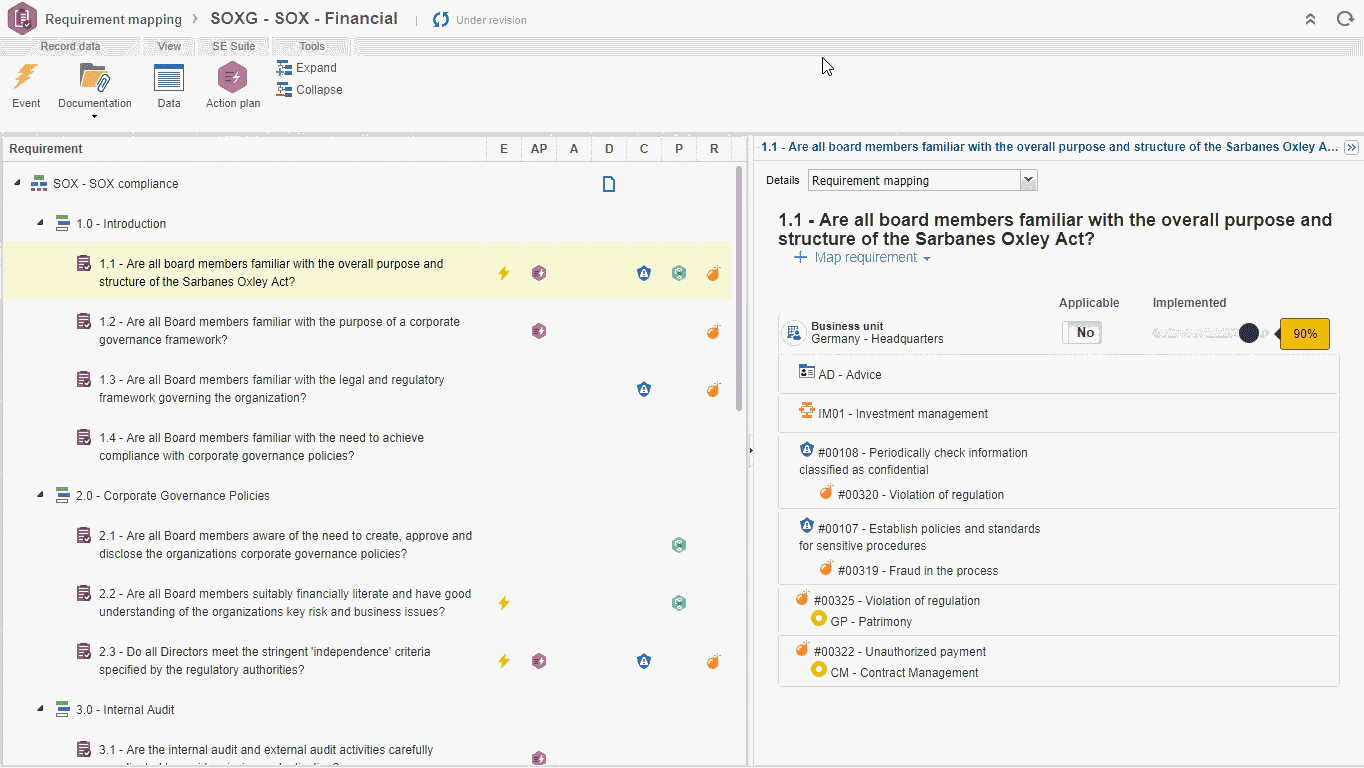 Requirement mapping › SOXG - SOX - Financial | Under revision
Record data View SE Suite Tools
Expand
Collapse
Event Documentation Data Action plan
Requirement E AP A D C P R
SOX - SOX compliance
1.0 - Introduction
1.1 - Are all board members familiar with the overall purpose and
structure of the Sarbanes Oxley Act?
1.2 - Are all Board members familiar with the purpose of a corporate
governance framework?
1.3 - Are all Board members familiar with the legal and regulatory
framework governing the organization?
1.4 - Are all Board members familiar with the need to achieve
compliance with corporate governance policies?
2.0 - Corporate Governance Policies
2.1 - Are all Board members aware of the need to create, approve and
disclose the organizations corporate governance policies?
2.2 - Are all Board members suitably financially literate and have good
understanding of the organizations key risk and business issues?
2.3 - Do all Directors meet the stringent 'independence' criteria
specified by the regulatory authorities?
3.0 - Internal Audit
3.1 - Are the internal audit and external audit activities carefully
1.1 - Are all board members familiar with the overall purpose and structure of the Sarbanes Oxley A...
Details Requirement mapping
1.1 - Are all board members familiar with the overall purpose and
structure of the Sarbanes Oxley Act?
Map requirement
Applicable Implemented
Business unit
Germany - Headquarters
No
90%
AD - Advice
IM01 - Investment management
#00108 - Periodically check information
classified as confidential
#00320 - Violation of regulation
#00107 - Establish policies and standards
for sensitive procedures
#00319 - Fraud in the process
#00325 - Violation of regulation
GP - Patrimony
#00322 - Unauthorized payment
CM - Contract Management